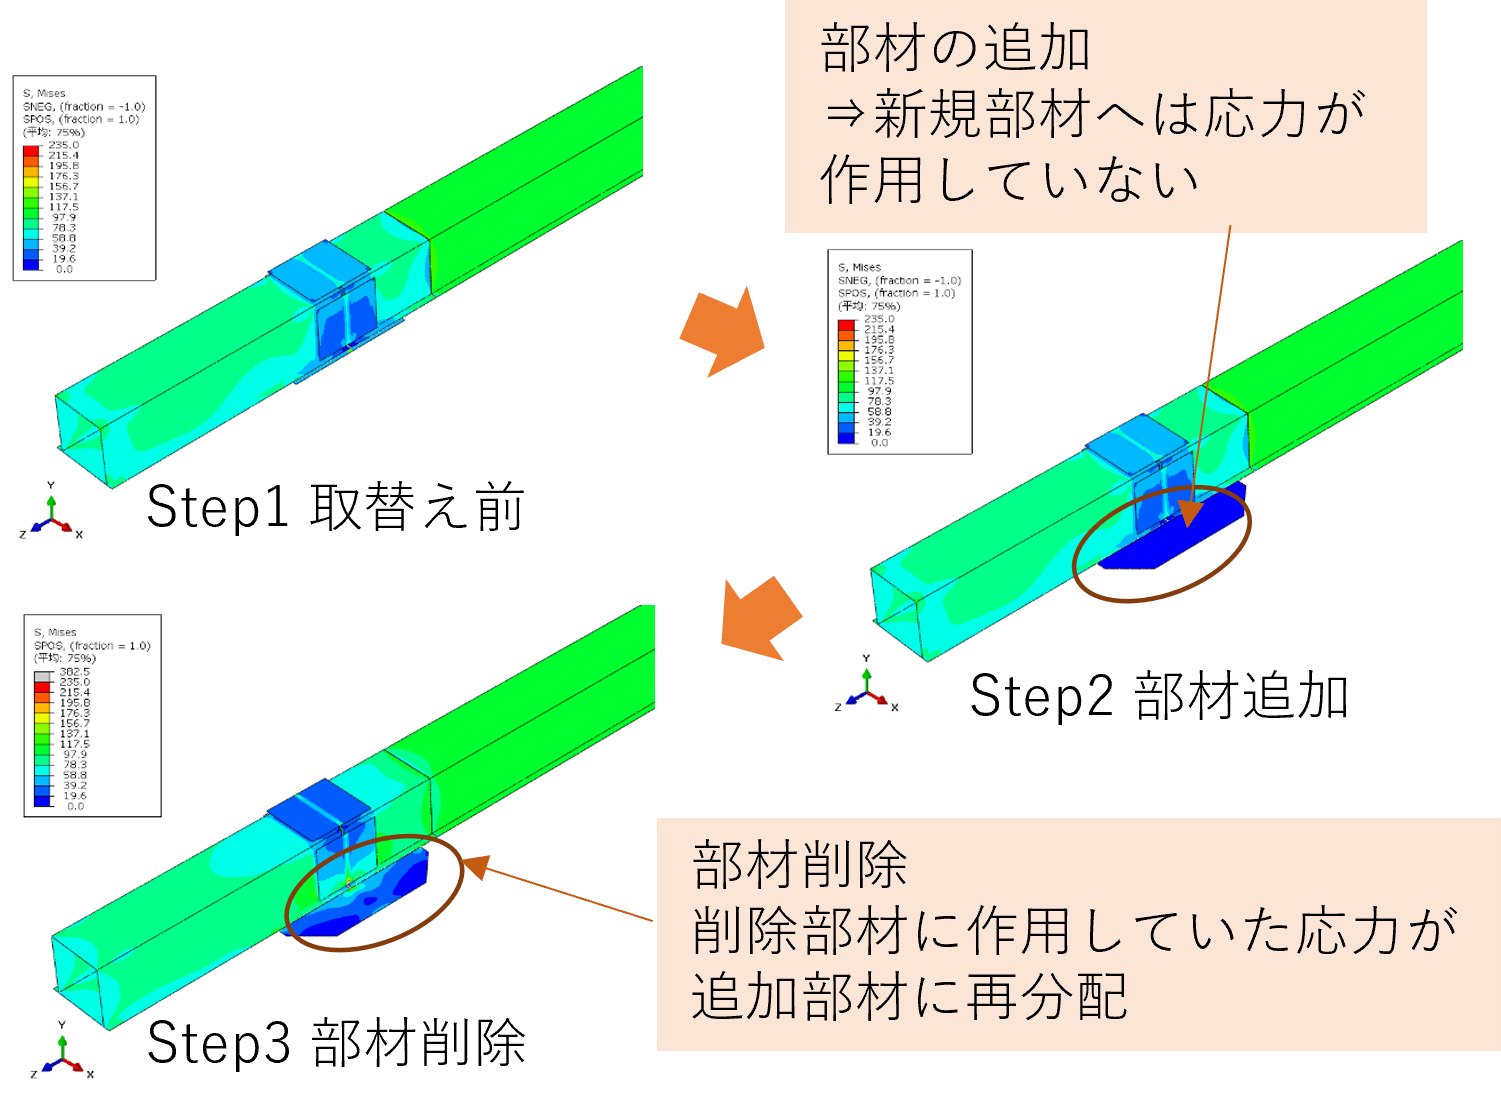 部材の追加
⇒新規部材へは応力が
作用していない
S, Mises
SNEG, (fraction = -1.0)
SPOS, (fraction = 1.0)
(平均: 75%)
235.0
215.4
195.8
176.3
156.7
137.1
117.5
97.9
78.3
58.8
39.2
19.6
0.0
Y
Z
X
Step1 取替え前
S, Mises
SNEG, (fraction = -1.0)
SPOS, (fraction = 1.0)
(平均: 75%)
235.0
215.4
195.8
176.3
156.7
137.1
117.5
97.9
78.3
58.8
39.2
19.6
0.0
Y
Z
X
Step2 部材追加
S, Mises
SPOS, (fraction = 1.0)
(平均: 75%)
382.5
235.0
215.4
195.8
176.3
156.7
137.1
117.5
97.9
78.3
58.8
39.2
19.6
0.0
Y
Z
X
Step3 部材削除
部材削除
削除部材に作用していた応力が
追加部材に再分配